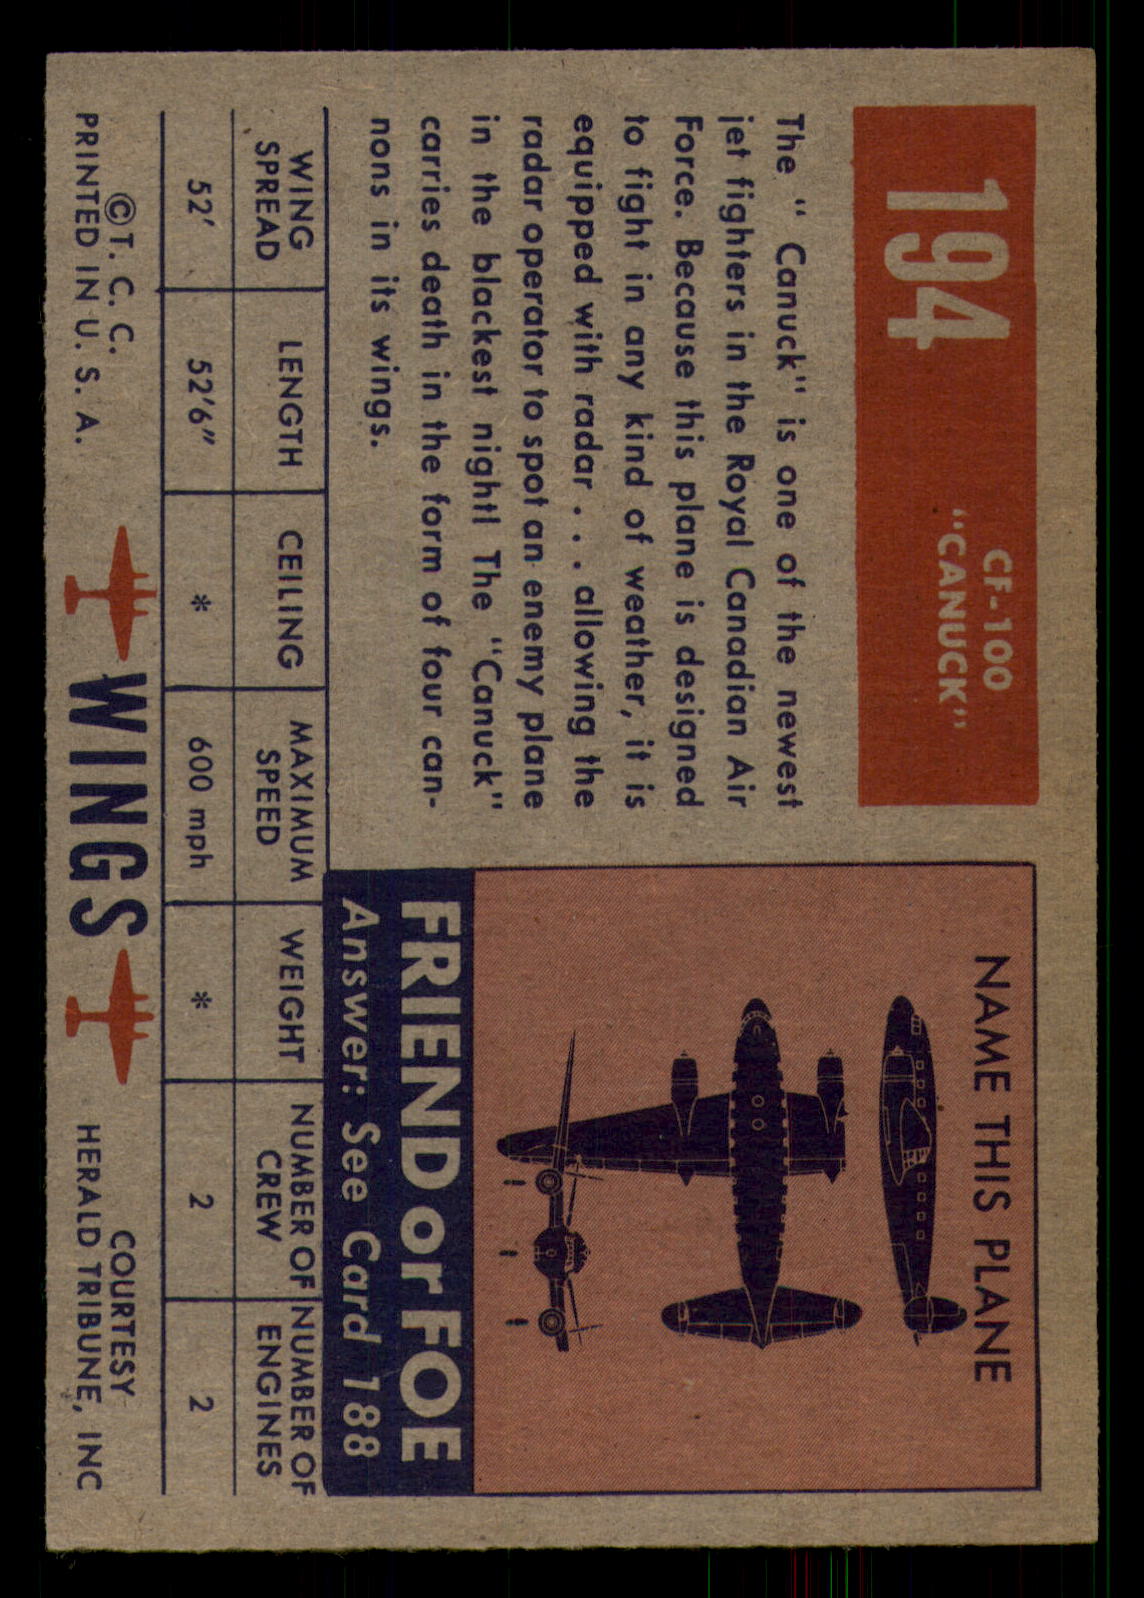 194
CF-100
"CANUCK"
The "Canuck" is one of the newest
jet fighters in the Royal Canadian Air
Force. Because this plane is designed
to fight in any kind of weather, it is
equipped with radar . . . allowing the
radar operator to spot an enemy plane
in the blackest night! The "Canuck"
carries death in the form of four can-
nons in its wings.
NAME THIS PLANE
FRIEND or FOE
Answer: See Card 188
WING SPREAD
LENGTH
CEILING
MAXIMUM SPEED
WEIGHT
NUMBER OF CREW
NUMBER OF ENGINES
52'
52'6"
*
600 mph
*
2
2
©T. C. C.
PRINTED IN U. S. A.
WINGS
COURTESY
HERALD TRIBUNE, INC